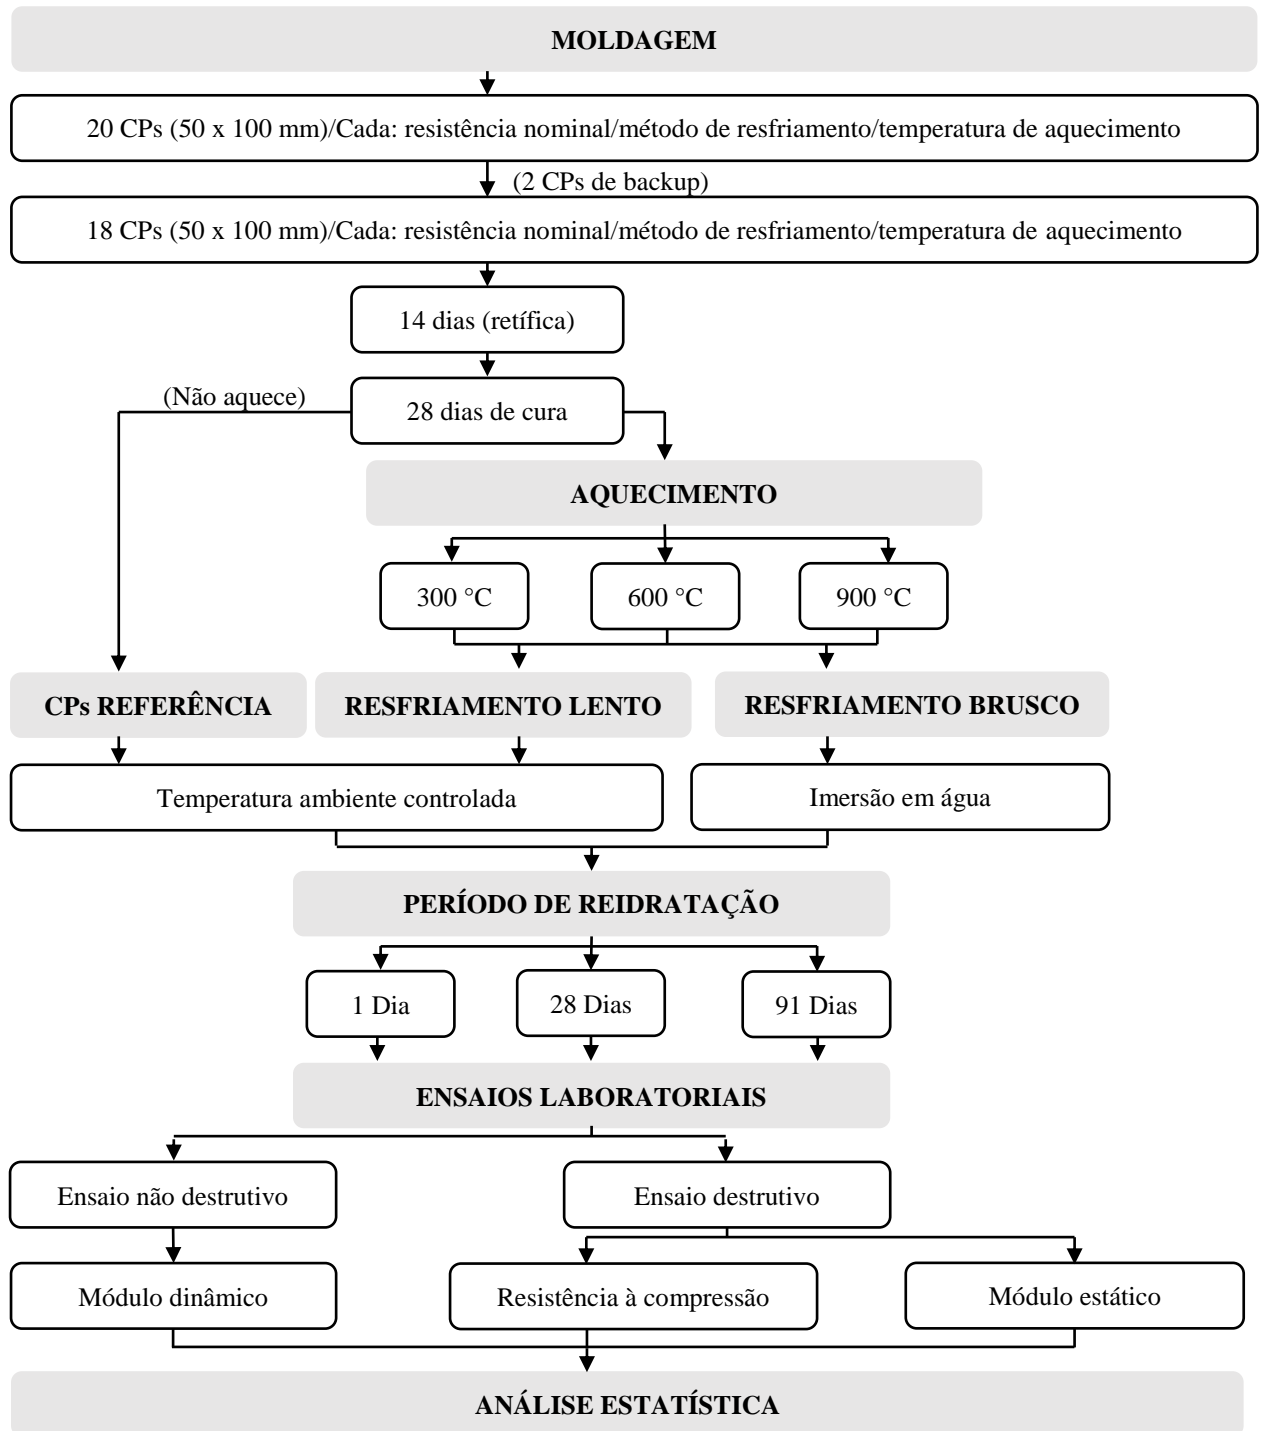 MOLDAGEM
20 CPs (50 x 100 mm)/Cada: resistência nominal/método de resfriamento/temperatura de aquecimento
(2 CPs de backup)
18 CPs (50 x 100 mm)/Cada: resistência nominal/método de resfriamento/temperatura de aquecimento
14 dias (retífica)
(Não aquece)
28 dias de cura
AQUECIMENTO
300 °C
600 °C
900 °C
CPs REFERÊNCIA
RESFRIAMENTO LENTO
RESFRIAMENTO BRUSCO
Temperatura ambiente controlada
Imersão em água
PERÍODO DE REIDRATAÇÃO
1 Dia
28 Dias
91 Dias
ENSAIOS LABORATORIAIS
Ensaio não destrutivo
Ensaio destrutivo
Módulo dinâmico
Resistência à compressão
Módulo estático
ANÁLISE ESTATÍSTICA